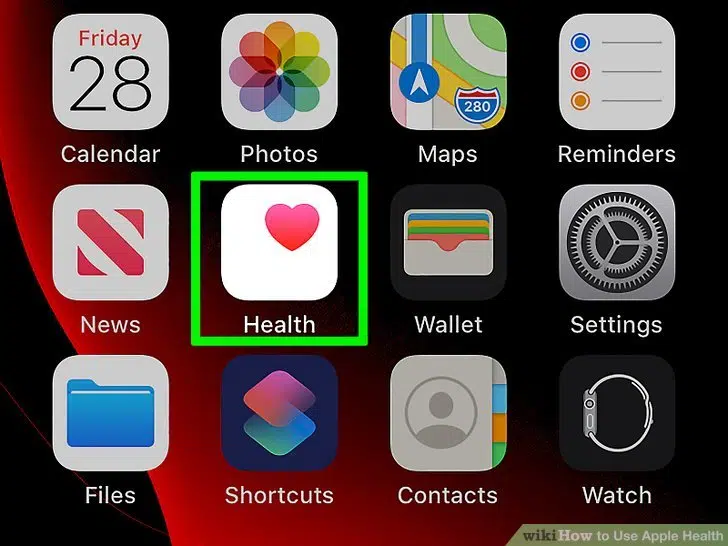 Friday
28
280
Calendar
Photos
Maps
Reminders
News
Health
Wallet
Settings
Files
Shortcuts
Contacts
Watch
wikiHow to Use Apple Health